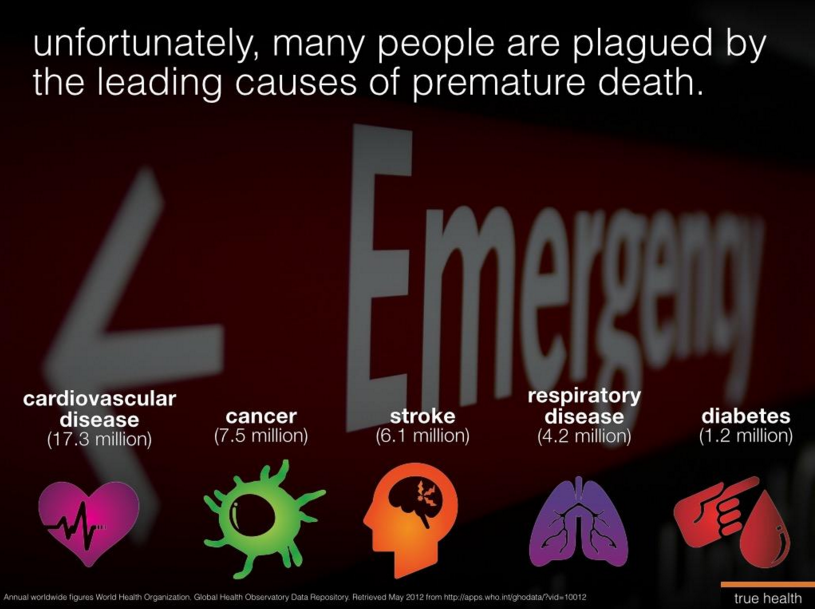 unfortunately, many people are plagued by
the leading causes of premature death.
Emergency
cardiovascular
disease
(17.3 million)
cancer
(7.5 million)
stroke
(6.1 million)
respiratory
disease
(4.2 million)
diabetes
(1.2 million)
Annual worldwide figures World Health Organization. Global Health Observatory Data Repository. Retrieved May 2012 from http://apps.who.int/ghodata/?vid=10012
true health